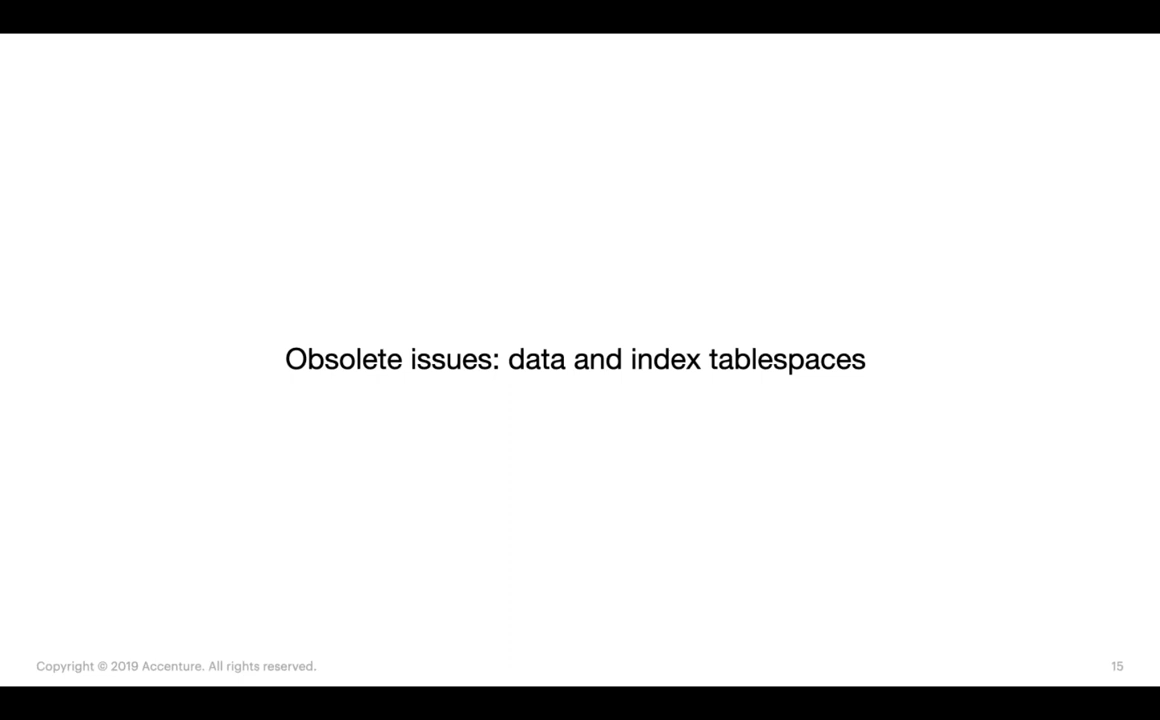 Obsolete issues: data and index tablespaces
Copyright © 2019 Accenture. All rights reserved.
15